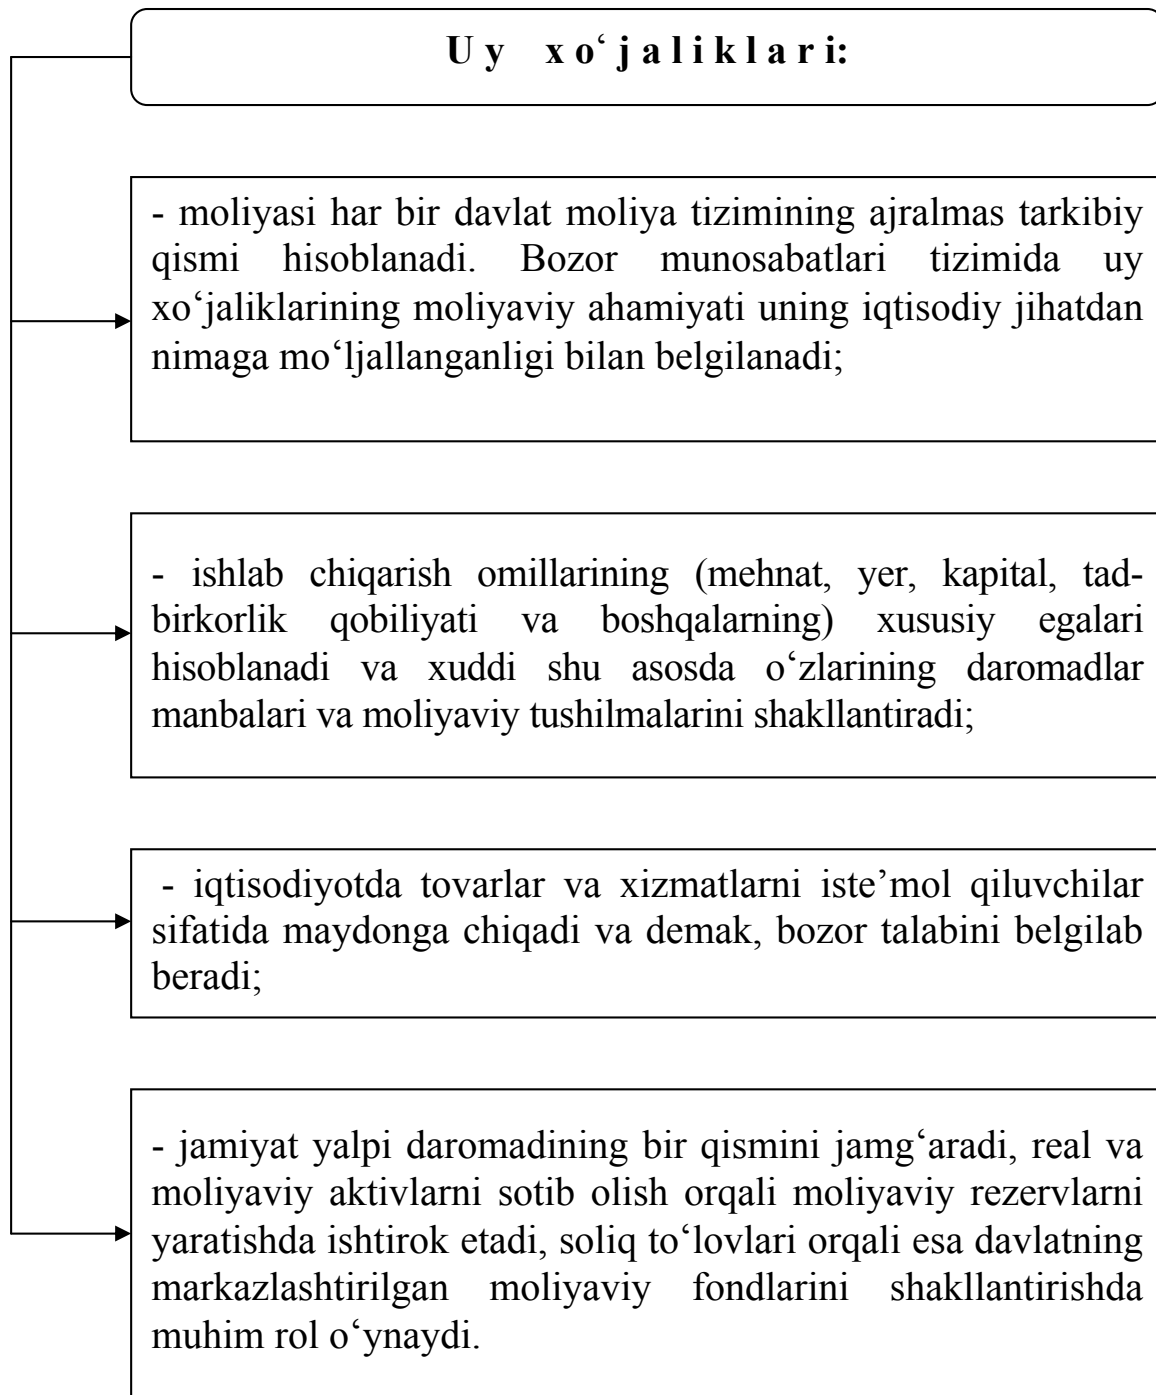 U y x o‘ j a l i k l a r i:
- moliyasi har bir davlat moliya tizimining ajralmas tarkibiy
qismi hisoblanadi. Bozor munosabatlari tizimida uy
xo‘jaliklarining moliyaviy ahamiyati uning iqtisodiy jihatdan
nimaga mo‘ljallanganligi bilan belgilanadi;
- ishlab chiqarish omillarining (mehnat, yer, kapital, tad-
birkorlik qobiliyati va boshqalarning) xususiy egalari
hisoblanadi va xuddi shu asosda o‘zlarining daromadlar
manbalari va moliyaviy tushilmalarini shakllantiradi;
- iqtisodiyotda tovarlar va xizmatlarni iste’mol qiluvchilar
sifatida maydonga chiqadi va demak, bozor talabini belgilab
beradi;
- jamiyat yalpi daromadining bir qismini jamg‘aradi, real va
moliyaviy aktivlarni sotib olish orqali moliyaviy rezervlarni
yaratishda ishtirok etadi, soliq to‘lovlari orqali esa davlatning
markazlashtirilgan moliyaviy fondlarini shakllantirishda
muhim rol o‘ynaydi.